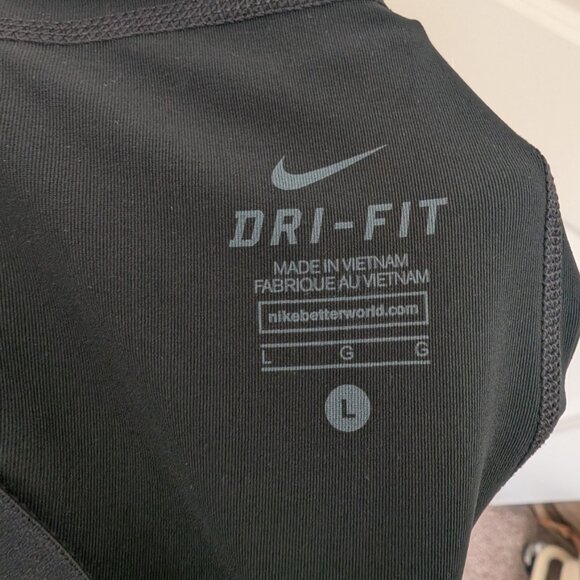 DRI-FIT
MADE IN VIETNAM
FABRIQUE AU VIETNAM
nikebetterworld.com
L G G
L